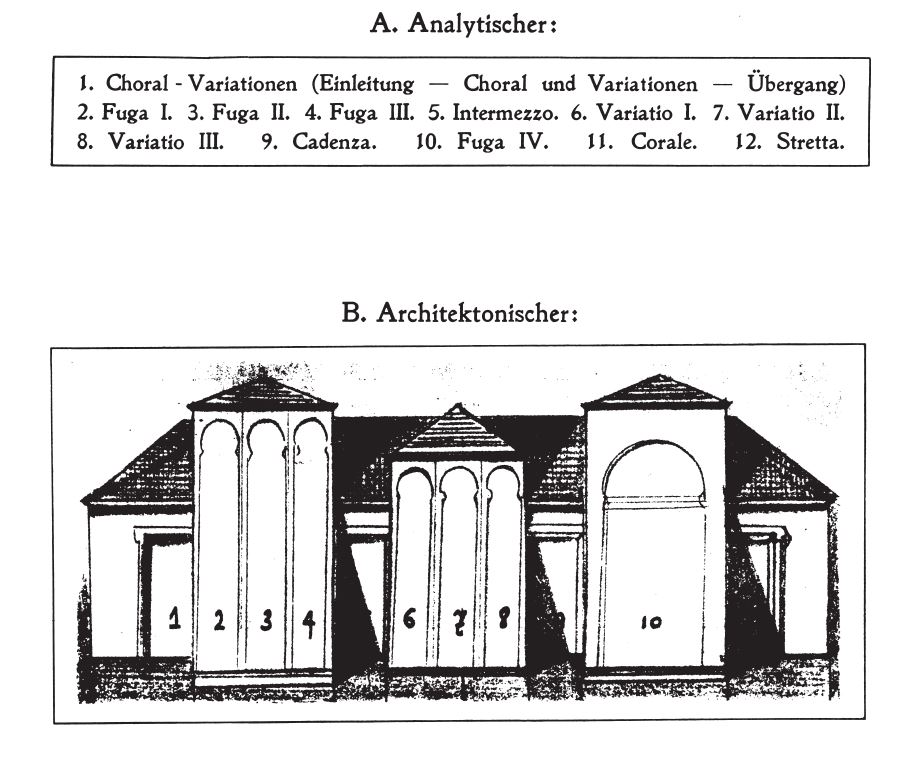 A. Analytischer:
1. Choral - Variationen (Einleitung — Choral und Variationen — Übergang)
2. Fuga I. 3. Fuga II. 4. Fuga III. 5. Intermezzo. 6. Variatio I. 7. Variatio II.
8. Variatio III. 9. Cadenza. 10. Fuga IV. 11. Corale. 12. Stretta.
B. Architektonischer:
1 2 3 4 6 7 8 10